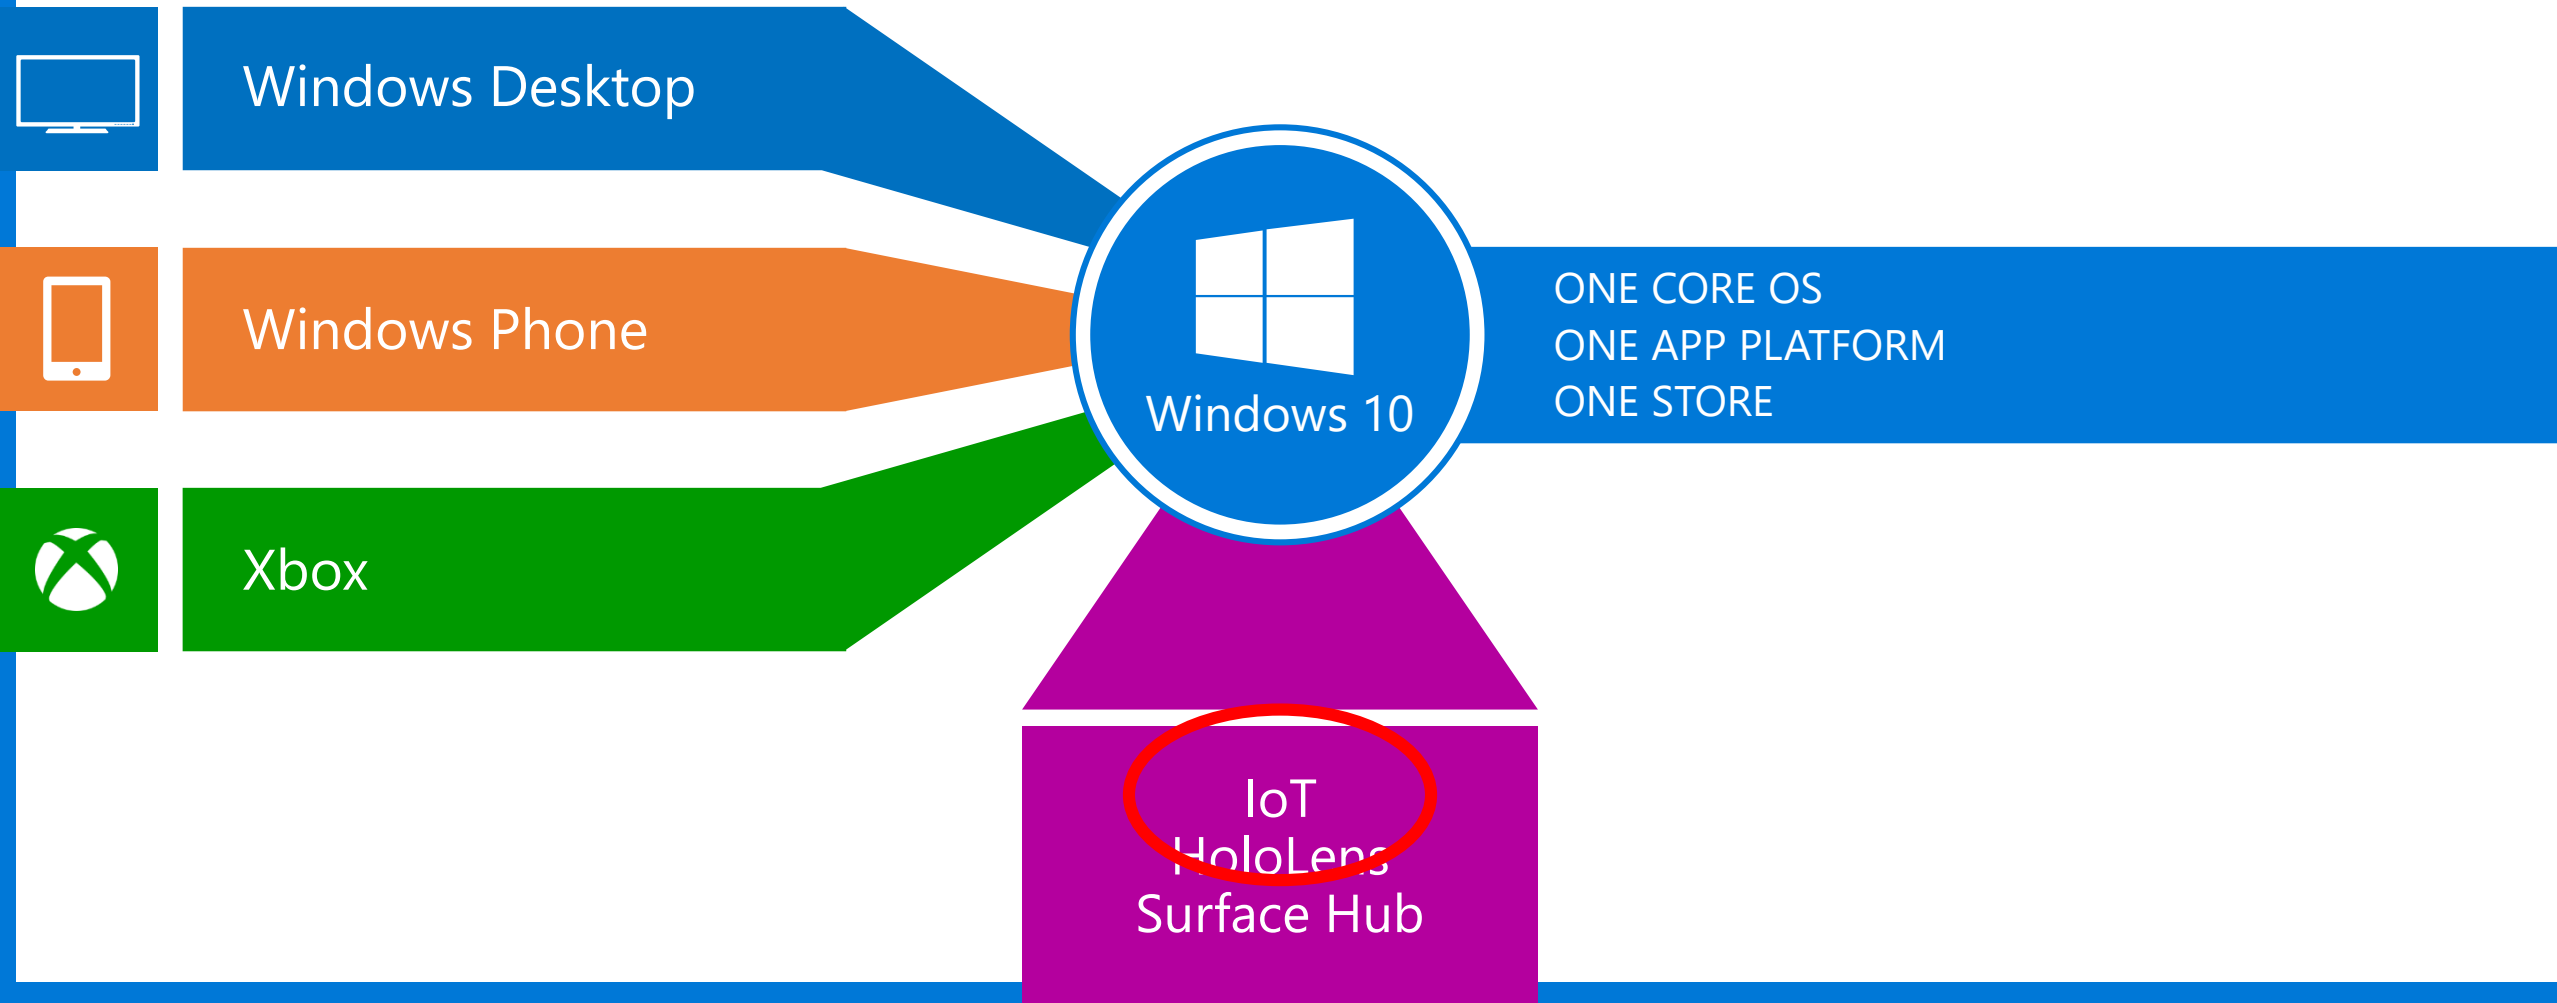 Windows Desktop
Windows Phone
Xbox
Windows 10
ONE CORE OS
ONE APP PLATFORM
ONE STORE
IoT
HoloLens
Surface Hub